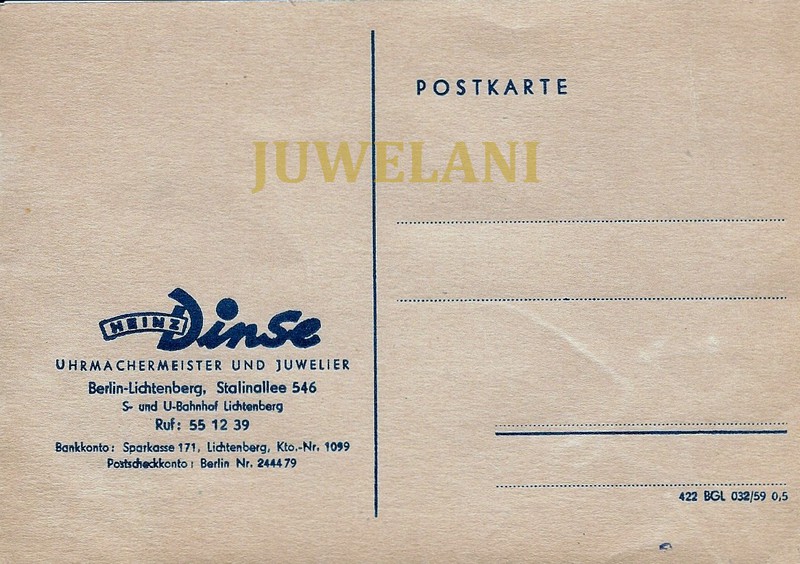 POSTKARTE
JUWELANI
HEINZ Dinse
UHRMACHERMEISTER UND JUWELIER
Berlin-Lichtenberg, Stalinallee 546
S- und U-Bahnhof Lichtenberg
Ruf: 55 12 39
Bankkonto: Sparkasse 171, Lichtenberg, Kto.-Nr. 1099
Postscheckkonto: Berlin Nr. 24479
422 BGL 032/59 0,5